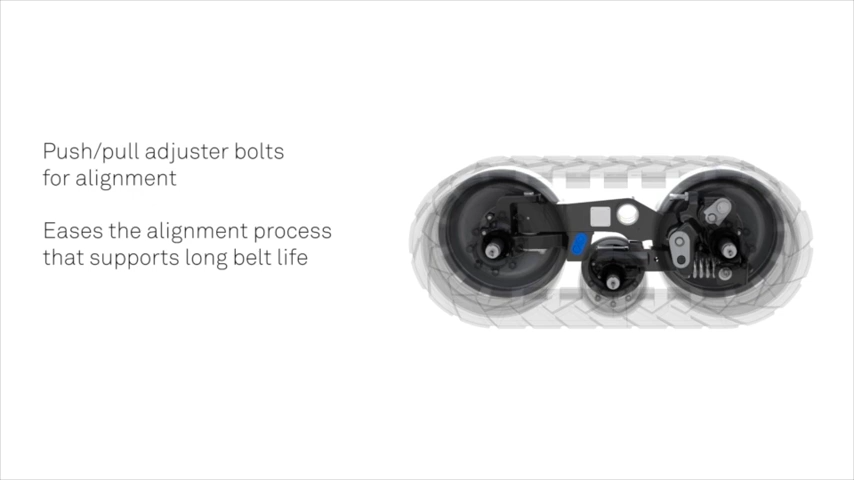 Push/pull adjuster bolts
for alignment
Eases the alignment process
that supports long belt life